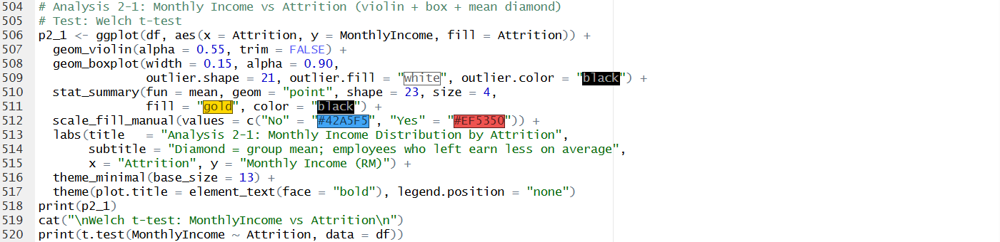 504 # Analysis 2-1: Monthly Income vs Attrition (violin + box + mean diamond)
505 # Test: Welch t-test
506 p2_1 <- ggplot(df, aes(x = Attrition, y = MonthlyIncome, fill = Attrition)) +
507   geom_violin(alpha = 0.55, trim = FALSE) +
508   geom_boxplot(width = 0.15, alpha = 0.90,
509                outlier.shape = 21, outlier.fill = "white", outlier.color = "black") +
510   stat_summary(fun = mean, geom = "point", shape = 23, size = 4,
511                fill = "gold", color = "black") +
512   scale_fill_manual(values = c("No" = "#42A5F5", "Yes" = "#EF5350")) +
513   labs(title   = "Analysis 2-1: Monthly Income Distribution by Attrition",
514        subtitle = "Diamond = group mean; employees who left earn less on average",
515        x = "Attrition", y = "Monthly Income (RM)") +
516   theme_minimal(base_size = 13) +
517   theme(plot.title = element_text(face = "bold"), legend.position = "none")
518 print(p2_1)
519 cat("\nWelch t-test: MonthlyIncome vs Attrition\n")
520 print(t.test(MonthlyIncome ~ Attrition, data = df))